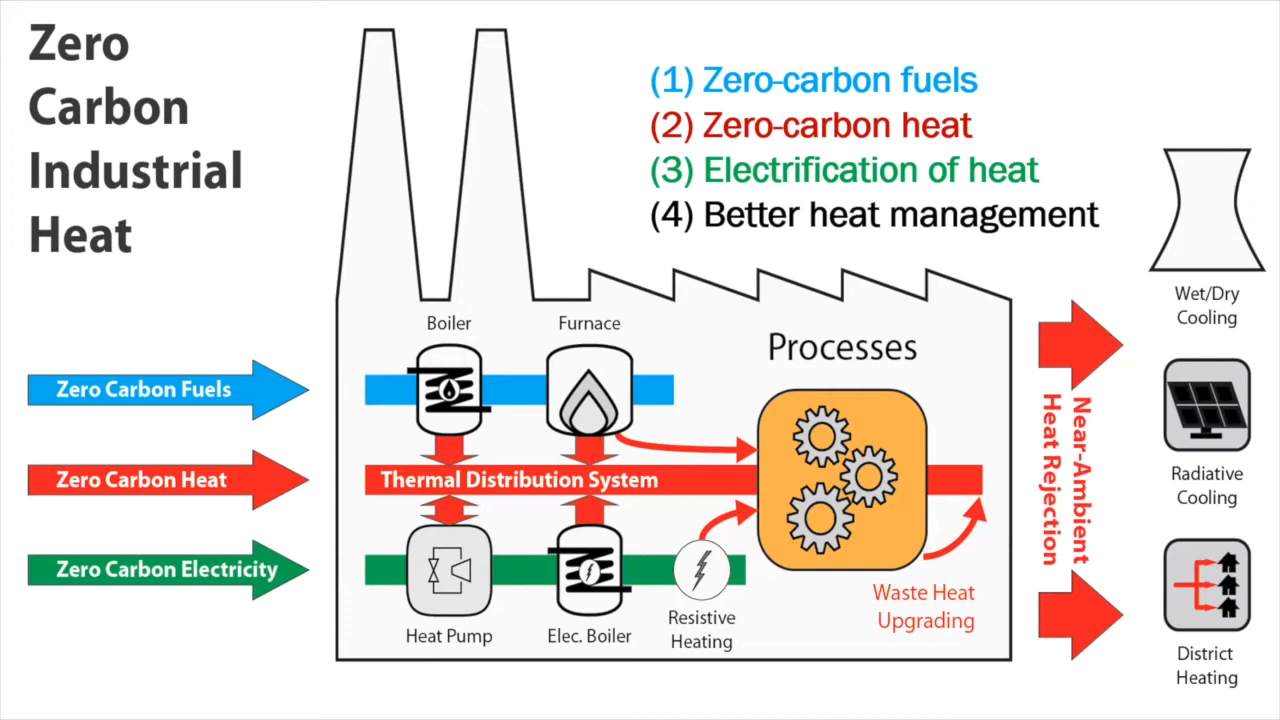 Zero
Carbon
Industrial
Heat
(1) Zero-carbon fuels
(2) Zero-carbon heat
(3) Electrification of heat
(4) Better heat management
Zero Carbon Fuels
Zero Carbon Heat
Zero Carbon Electricity
Boiler
Furnace
Processes
Thermal Distribution System
Heat Pump
Elec. Boiler
Resistive
Heating
Waste Heat
Upgrading
Near-Ambient
Heat Rejection
Wet/Dry
Cooling
Radiative
Cooling
District
Heating